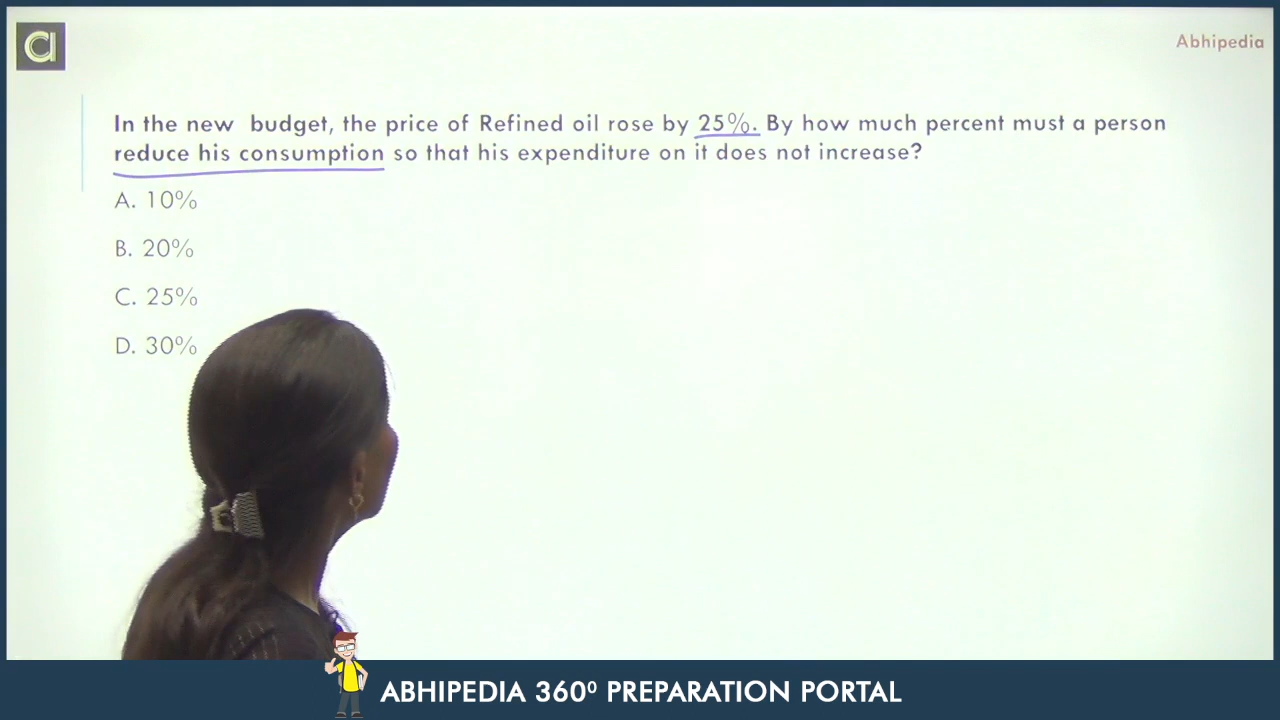 Abhipedia
In the new budget, the price of Refined oil rose by 25%. By how much percent must a person
reduce his consumption so that his expenditure on it does not increase?
A. 10%
B. 20%
C. 25%
D. 30%
ABHIPEDIA 360⁰ PREPARATION PORTAL